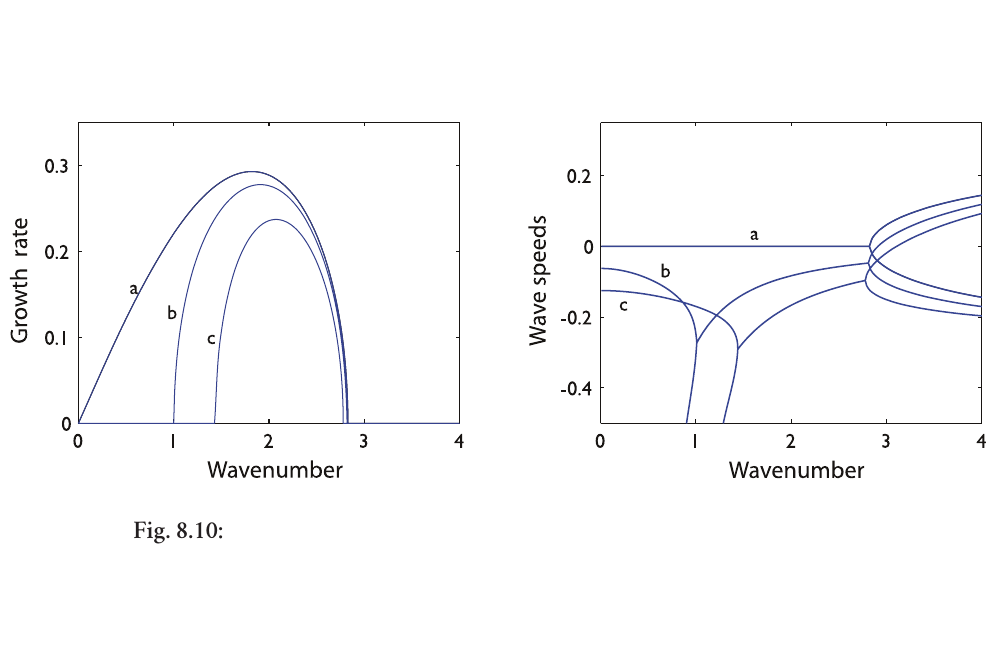 Growth rate
0.3
0.2
0.1
0
a
b
c
0 1 2 3 4
Wavenumber
Wave speeds
0.2
0
-0.2
-0.4
a
b
c
0 1 2 3 4
Wavenumber
Fig. 8.10: